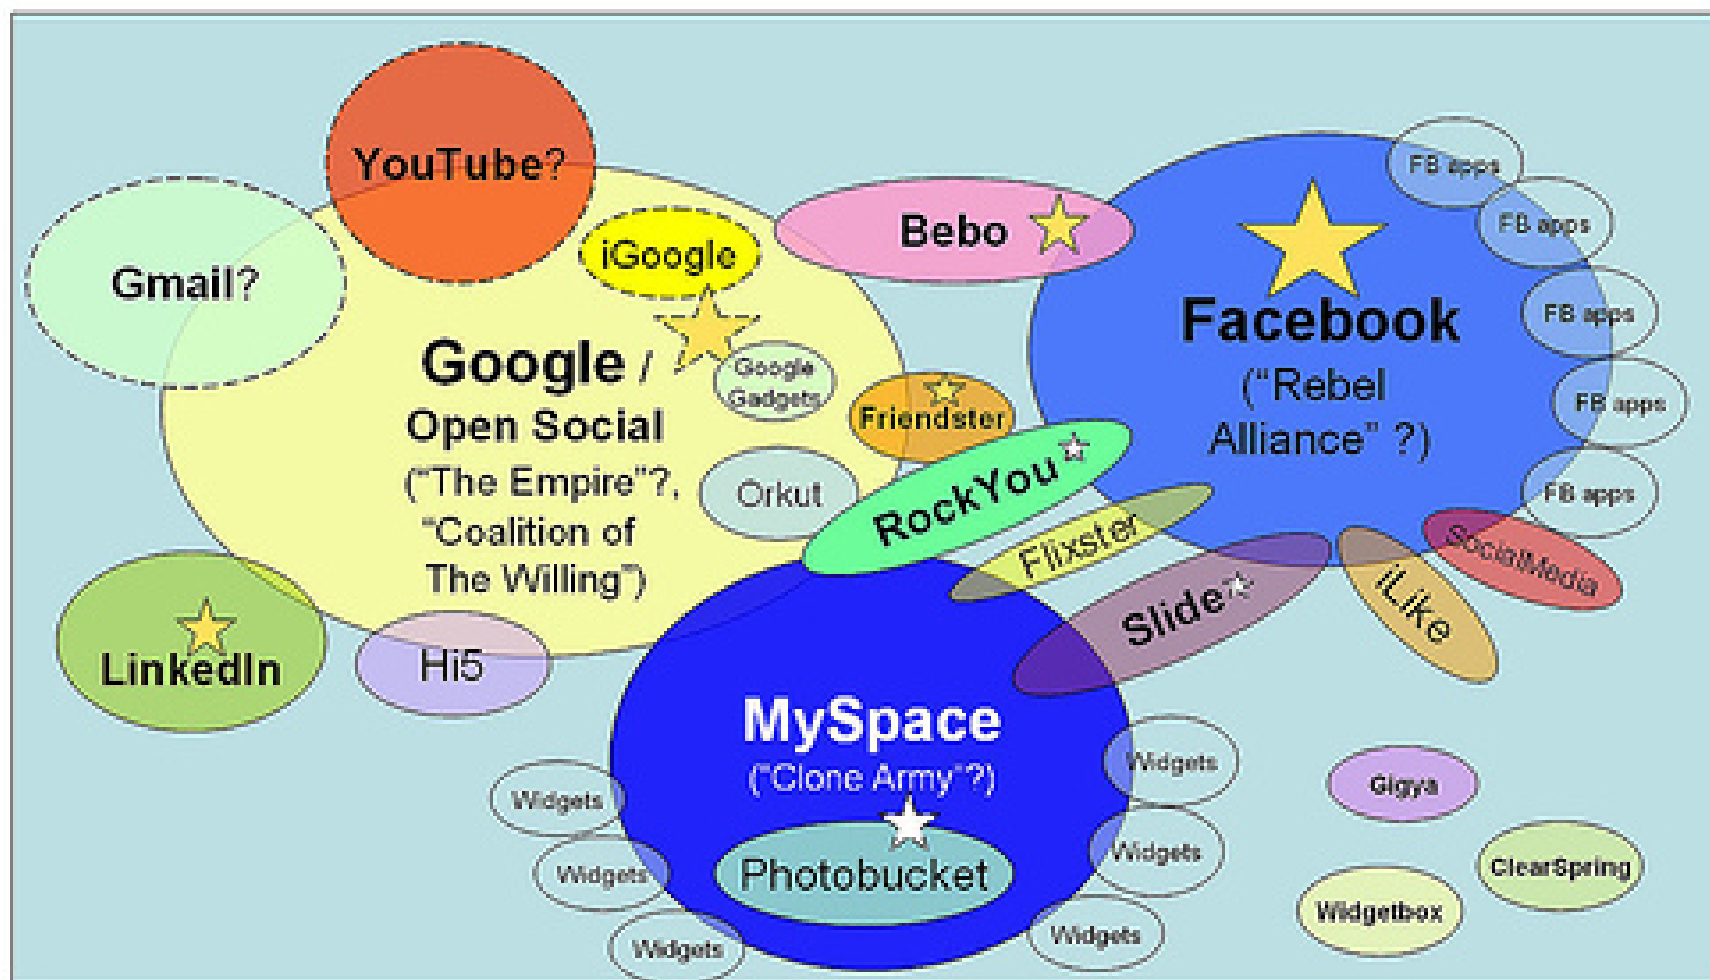 YouTube?
Gmail?
iGoogle
Google /
Open Social
("The Empire"?,
"Coalition of
The Willing")
Google
Gadgets
Orkut
Friendster
Bebo
RockYou
Flixster
Slide
LinkedIn
Hi5
Facebook
("Rebel
Alliance" ?)
FB apps
FB apps
FB apps
FB apps
FB apps
SocialMedia
iLike
MySpace
("Clone Army"?)
Photobucket
Widgets
Widgets
Widgets
Widgets
Widgets
Widgets
Gigya
ClearSpring
Widgetbox